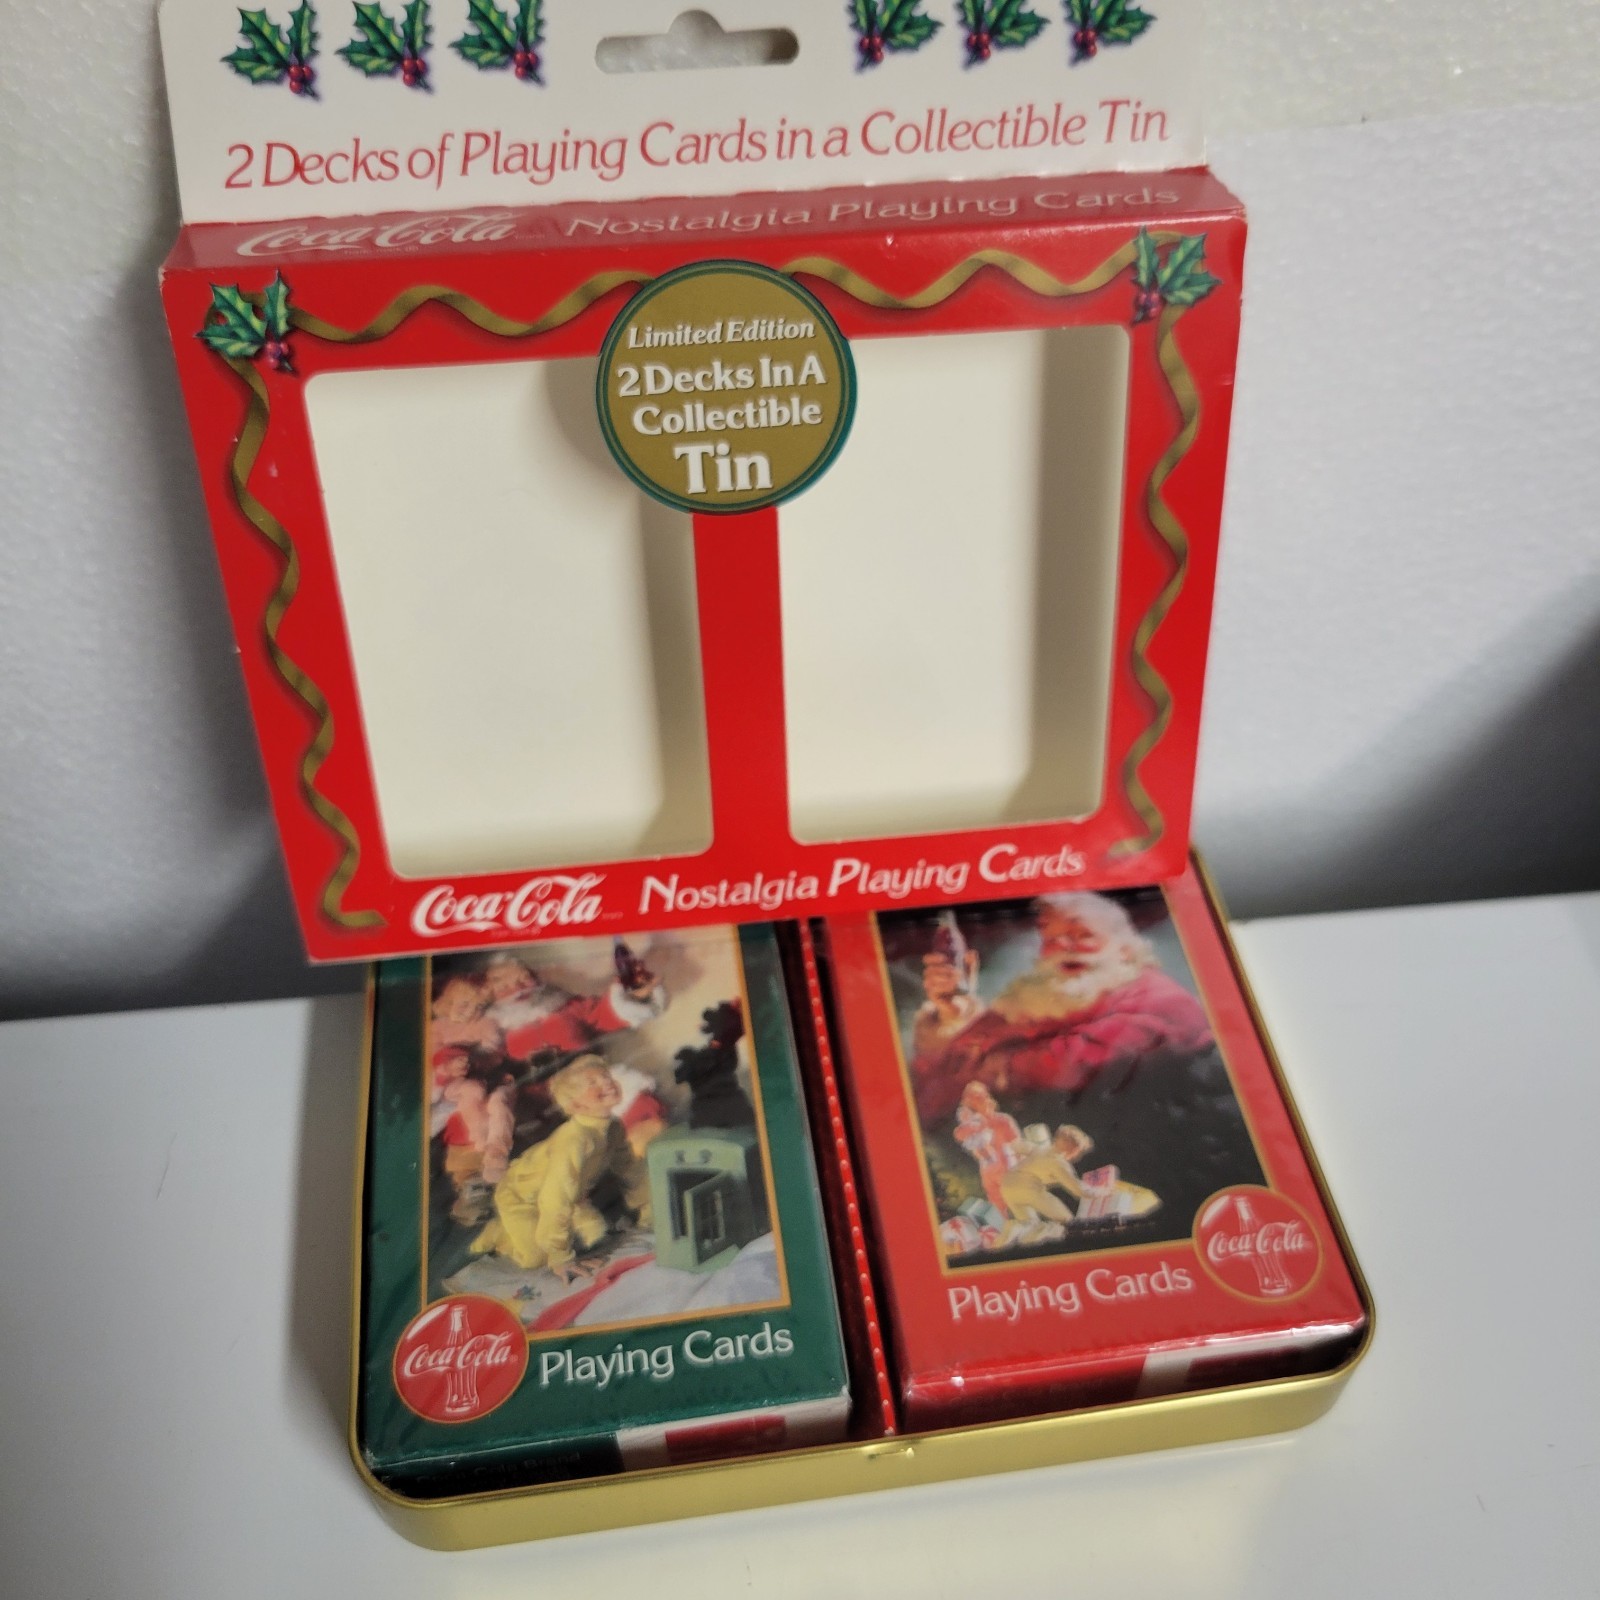 2 Decks of Playing Cards in a Collectible Tin
Coca-Cola Nostalgia Playing Cards
Limited Edition
2 Decks In A
Collectible
Tin
Coca-Cola Nostalgia Playing Cards
Coca-Cola
Playing Cards
Coca-Cola
Playing Cards